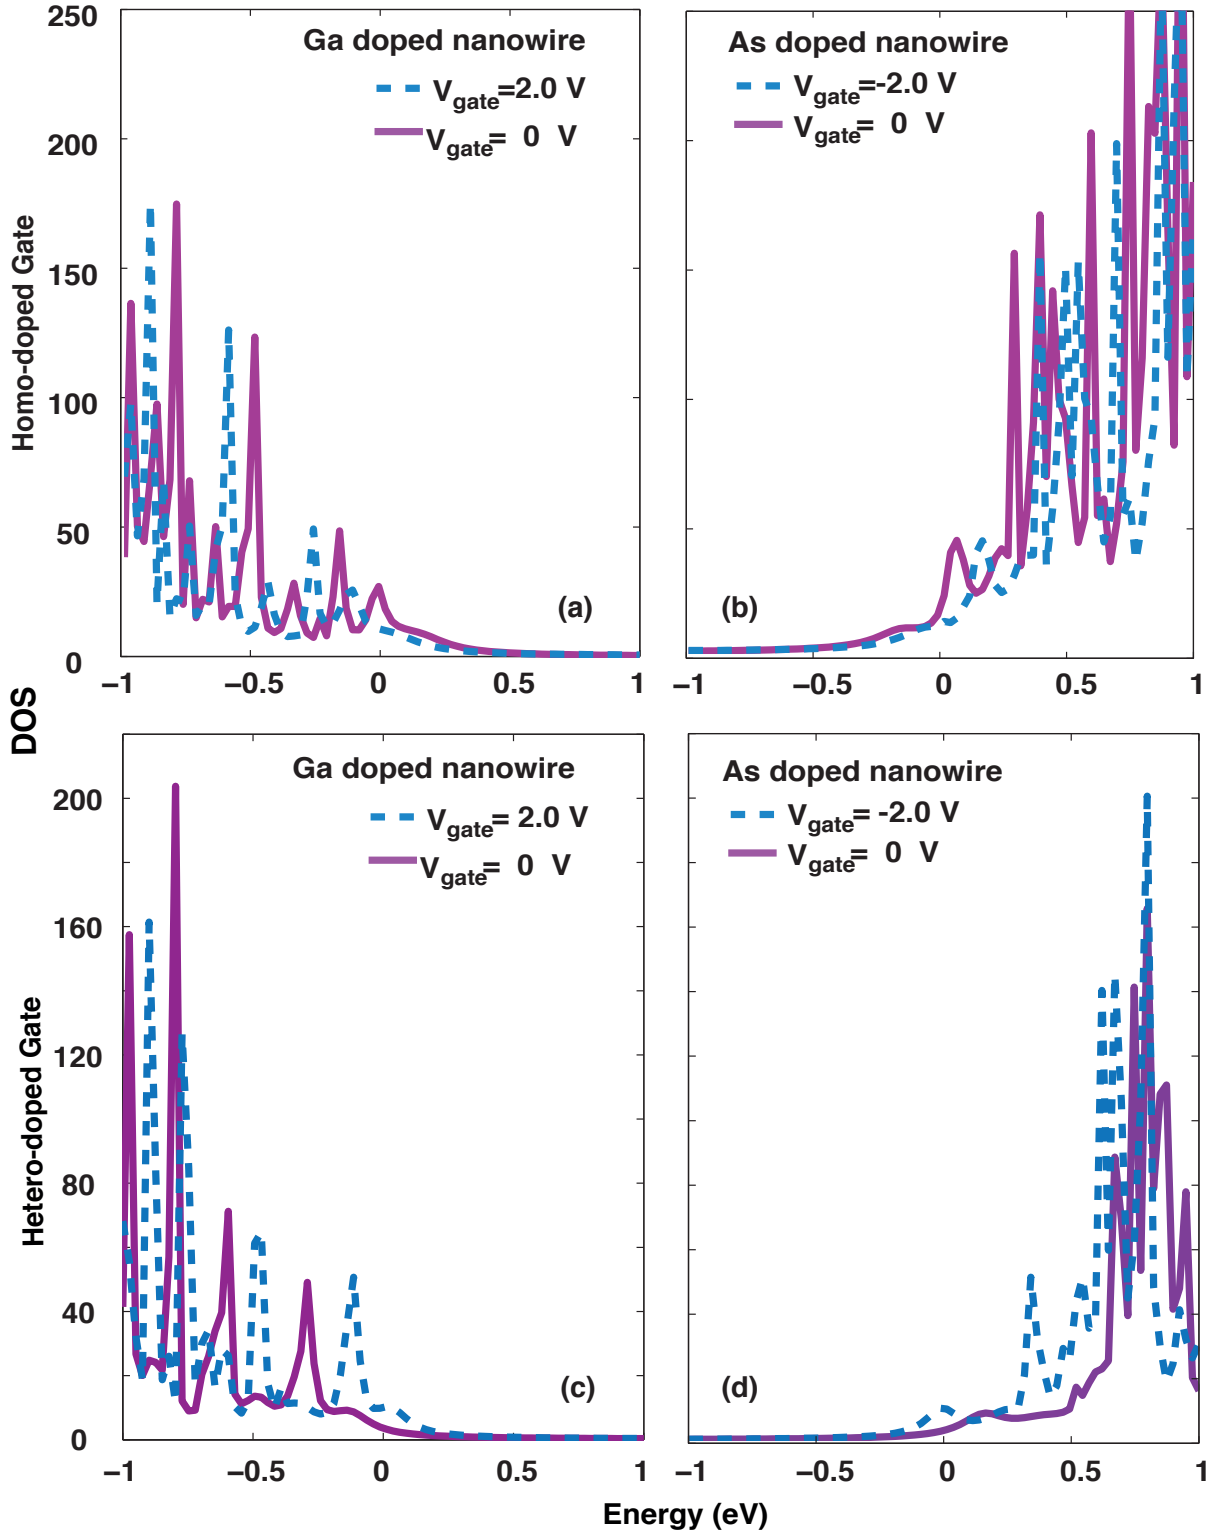 Homo-doped Gate
250
200
150
100
50
0
Ga doped nanowire
Vgate=2.0 V
Vgate= 0 V
(a)
−1 −0.5 0 0.5 1
As doped nanowire
Vgate=-2.0 V
Vgate= 0 V
(b)
−1 −0.5 0 0.5 1
DOS
Hetero-doped Gate
200
160
120
80
40
0
Ga doped nanowire
Vgate= 2.0 V
Vgate= 0 V
(c)
−1 −0.5 0 0.5 1
As doped nanowire
Vgate= -2.0 V
Vgate= 0 V
(d)
−1 −0.5 0 0.5 1
Energy (eV)